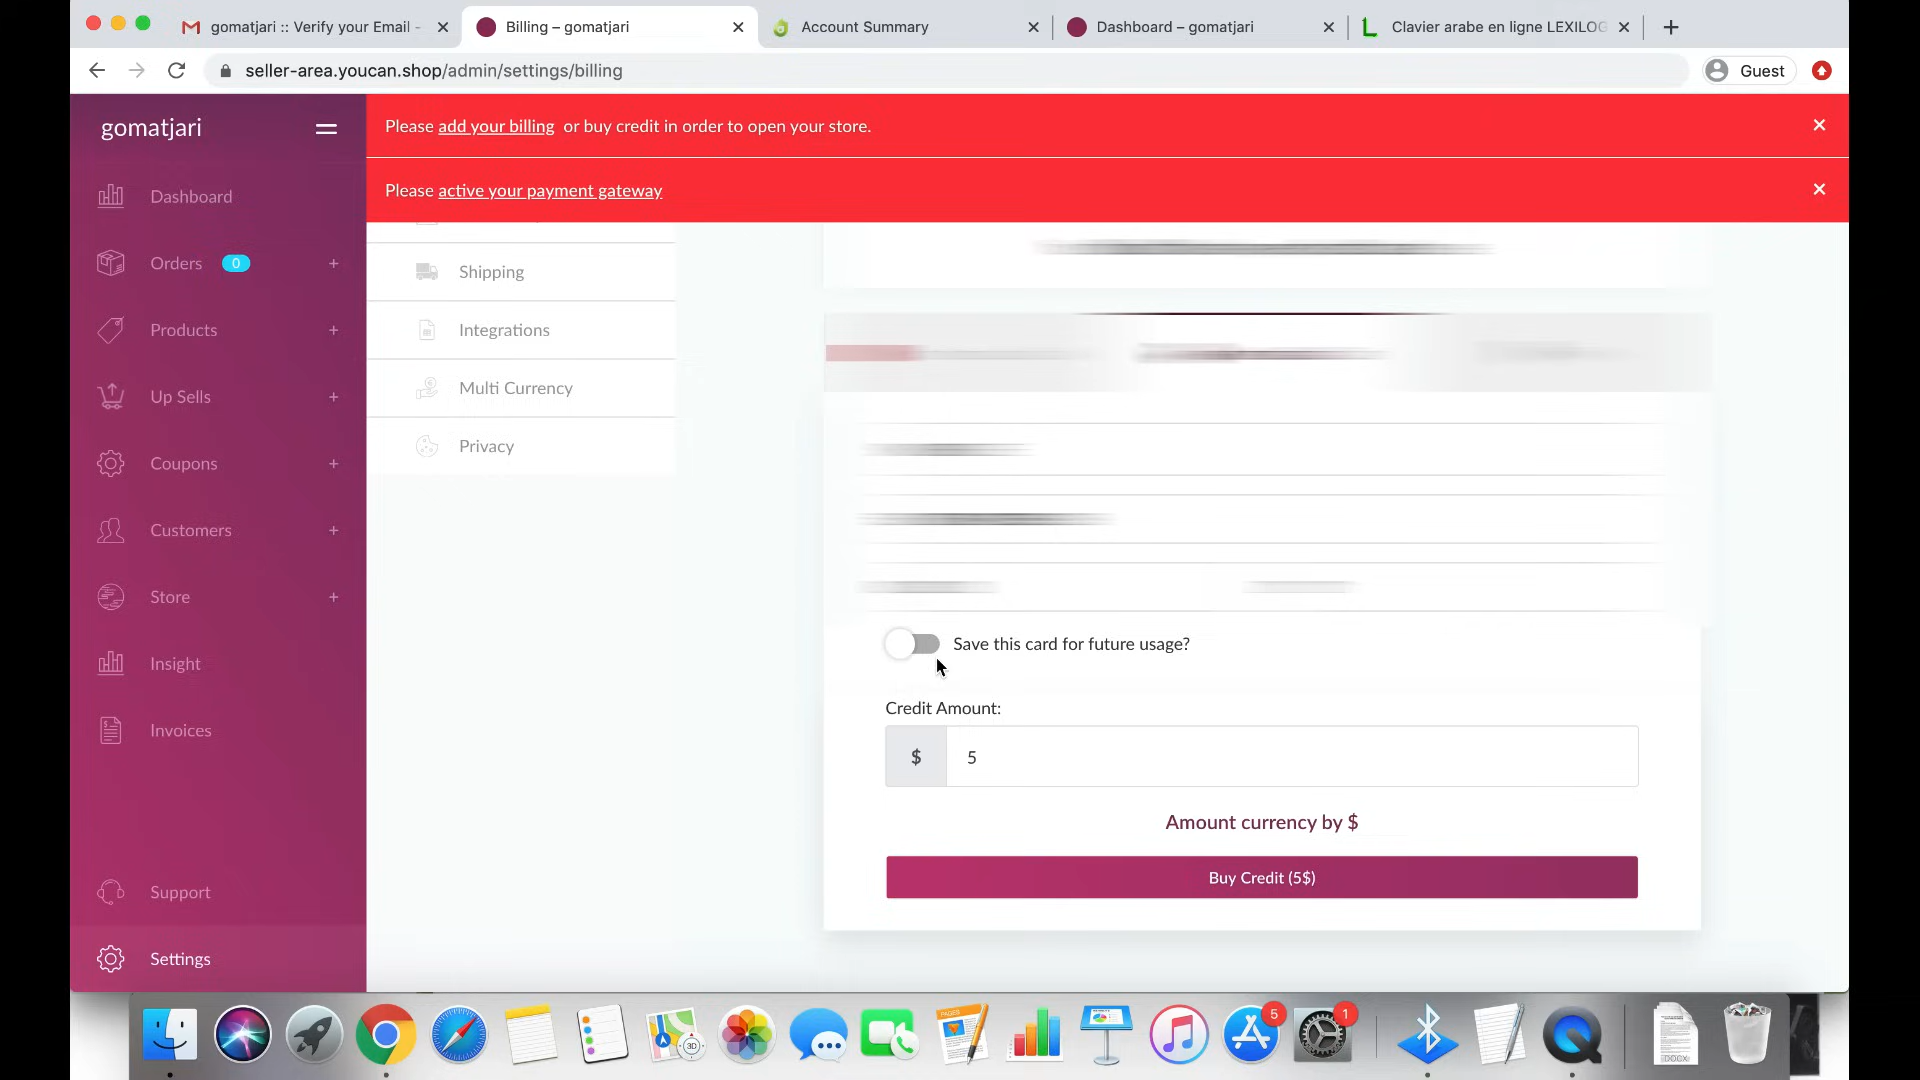 gomatjari :: Verify your Email -
Billing – gomatjari
Account Summary
Dashboard – gomatjari
Clavier arabe en ligne LEXILOG
seller-area.youcan.shop/admin/settings/billing
Guest
gomatjari
Please add your billing or buy credit in order to open your store.
Please active your payment gateway
Dashboard
Orders 0 +
Products +
Up Sells +
Coupons +
Customers +
Store +
Insight
Invoices
Support
Settings
Shipping
Integrations
Multi Currency
Privacy
Save this card for future usage?
Credit Amount:
$ 5
Amount currency by $
Buy Credit (5$)
3D
PAGES
5
1
DOCX